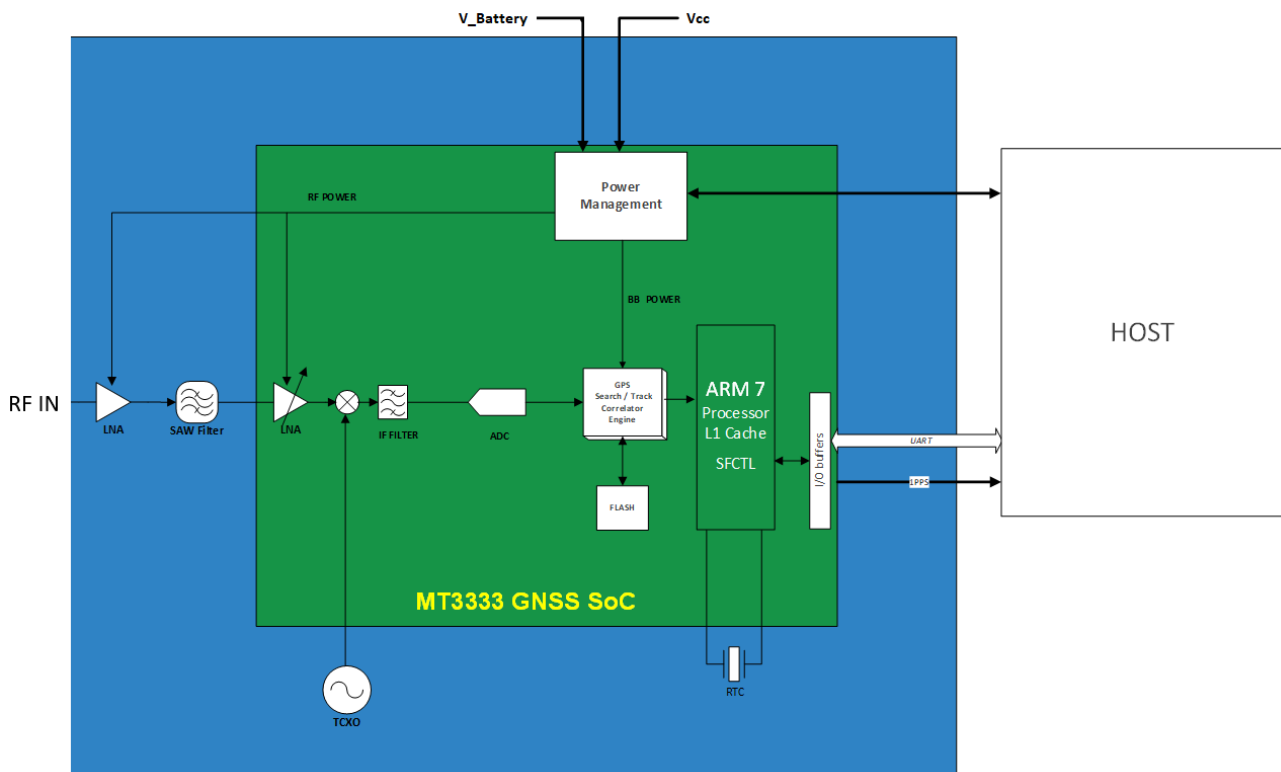 V_Battery
Vcc
Power
Management
RF POWER
BB POWER
HOST
RF IN
LNA
SAW Filter
LNA
IF FILTER
ADC
GPS
Search / Track
Correlator
Engine
FLASH
ARM 7
Processor
L1 Cache
SFCTL
I/O buffers
UART
1PPS
MT3333 GNSS SoC
TCXO
RTC